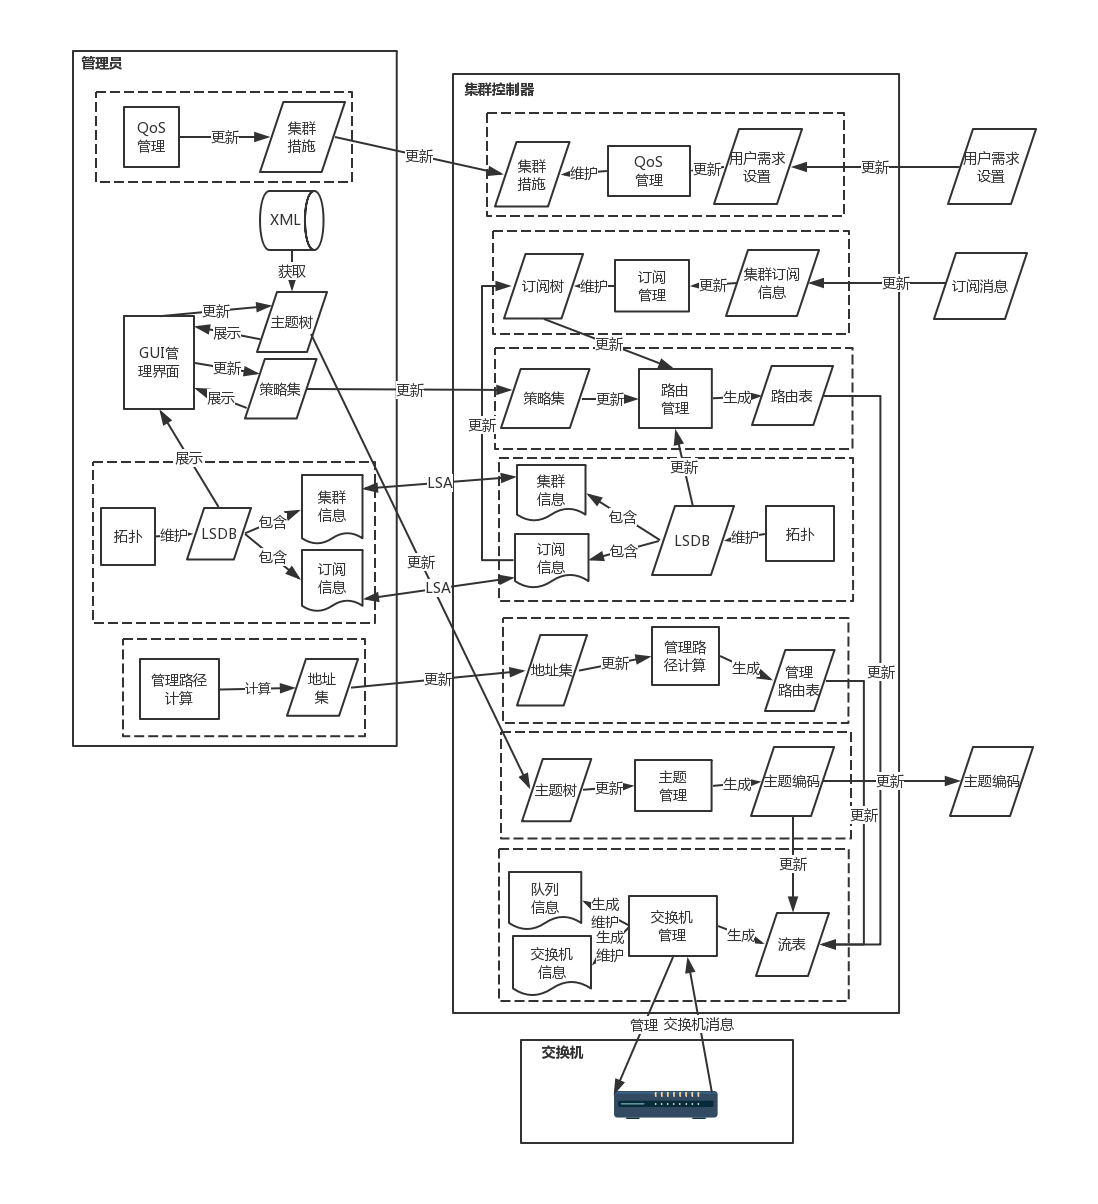 管理员
QoS
管理
更新
集群
措施
XML
获取
主题树
更新
展示
GUI管
理界面
更新
展示
策略集
展示
拓扑
维护
LSDB
包含
包含
集群
信息
订阅
信息
管理路径
计算
计算
地址
集
更新
更新
LSA
更新
LSA
更新
集群控制器
集群
措施
维护
QoS
管理
更新
用户需求
设置
更新
用户需求
设置
订阅树
维护
订阅
管理
更新
集群订阅
信息
更新
订阅消息
更新
策略集
更新
路由
管理
生成
路由表
更新
更新
集群
信息
订阅
信息
包含
包含
LSDB
维护
拓扑
地址集
更新
管理路
径计算
生成
管理
路由表
更新
主题树
更新
主题
管理
生成
主题编码
更新
主题编码
更新
更新
队列
信息
生成
维护
交换机
信息
生成
维护
交换机
管理
生成
流表
管理
交换机消息
交换机